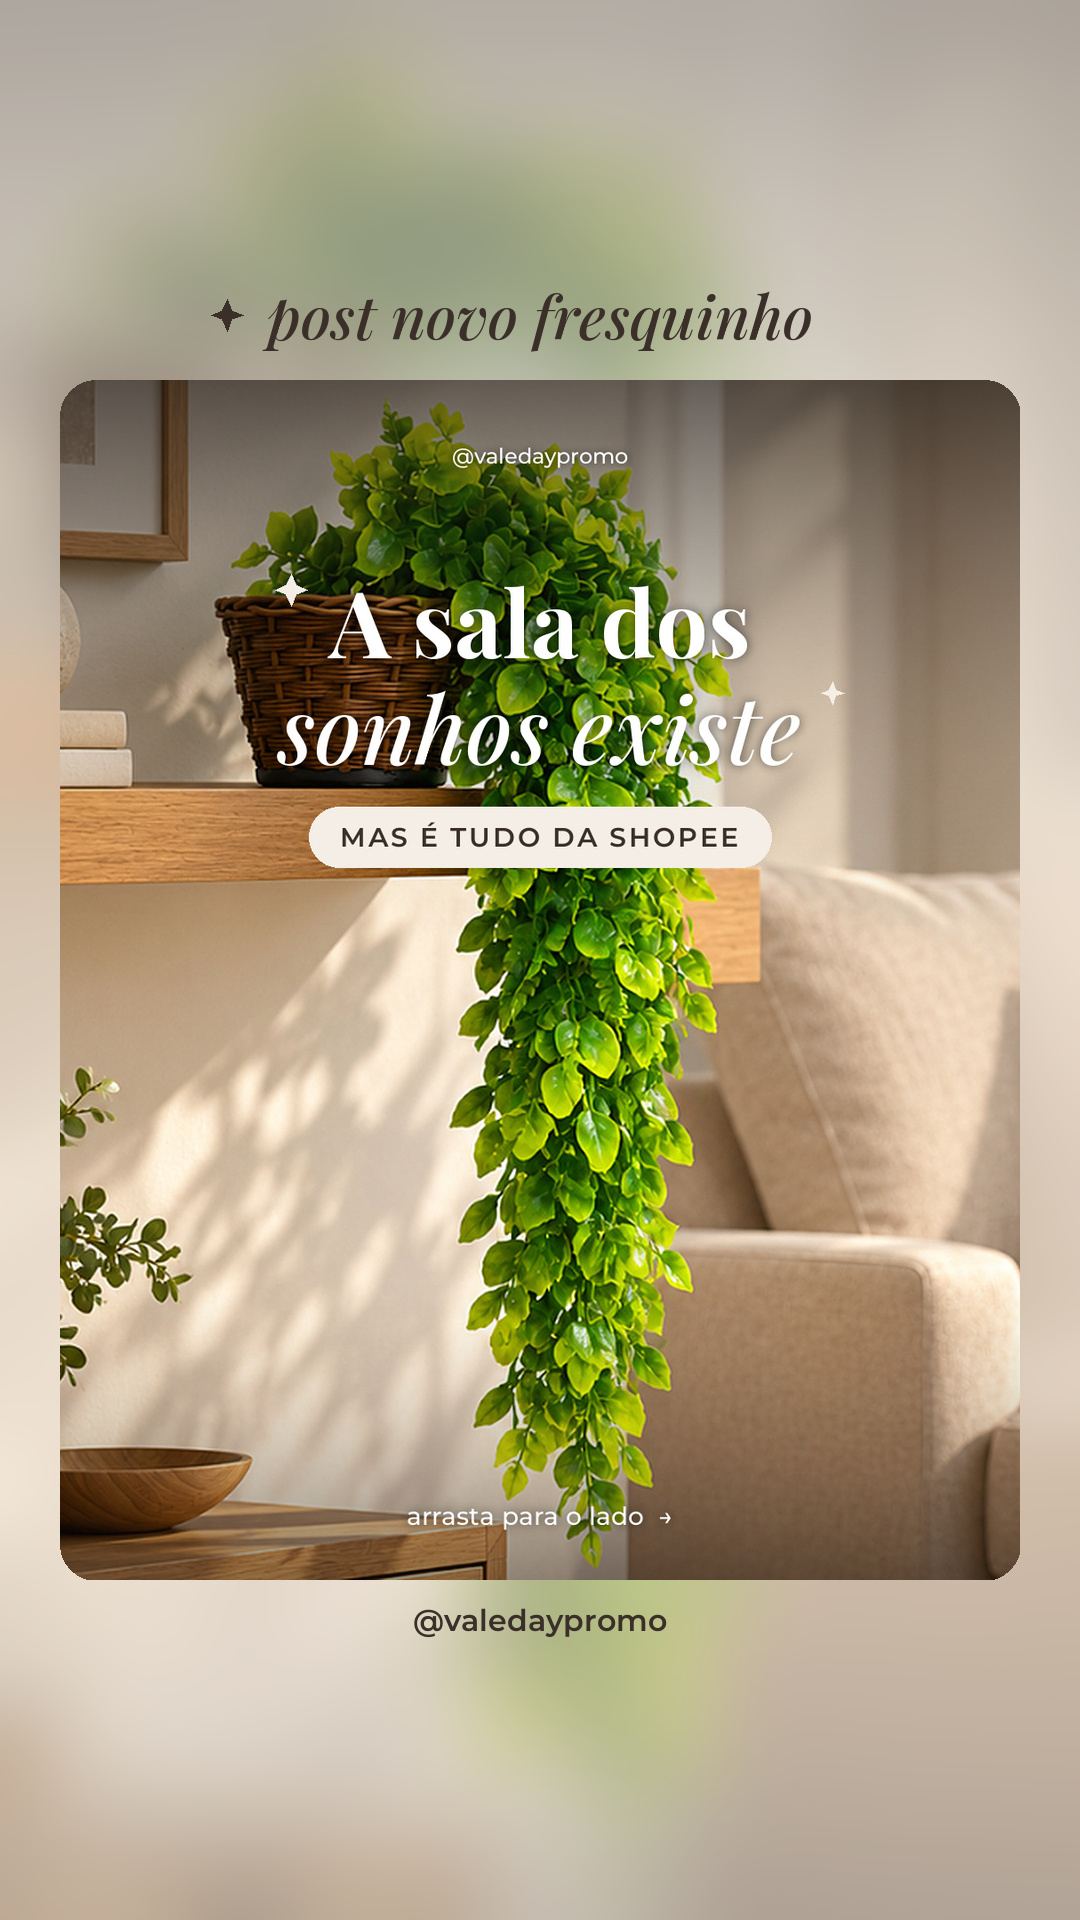 post novo fresquinho
@valedaypromo
A sala dos
sonhos existe
MAS É TUDO DA SHOPEE
arrasta para o lado →
@valedaypromo